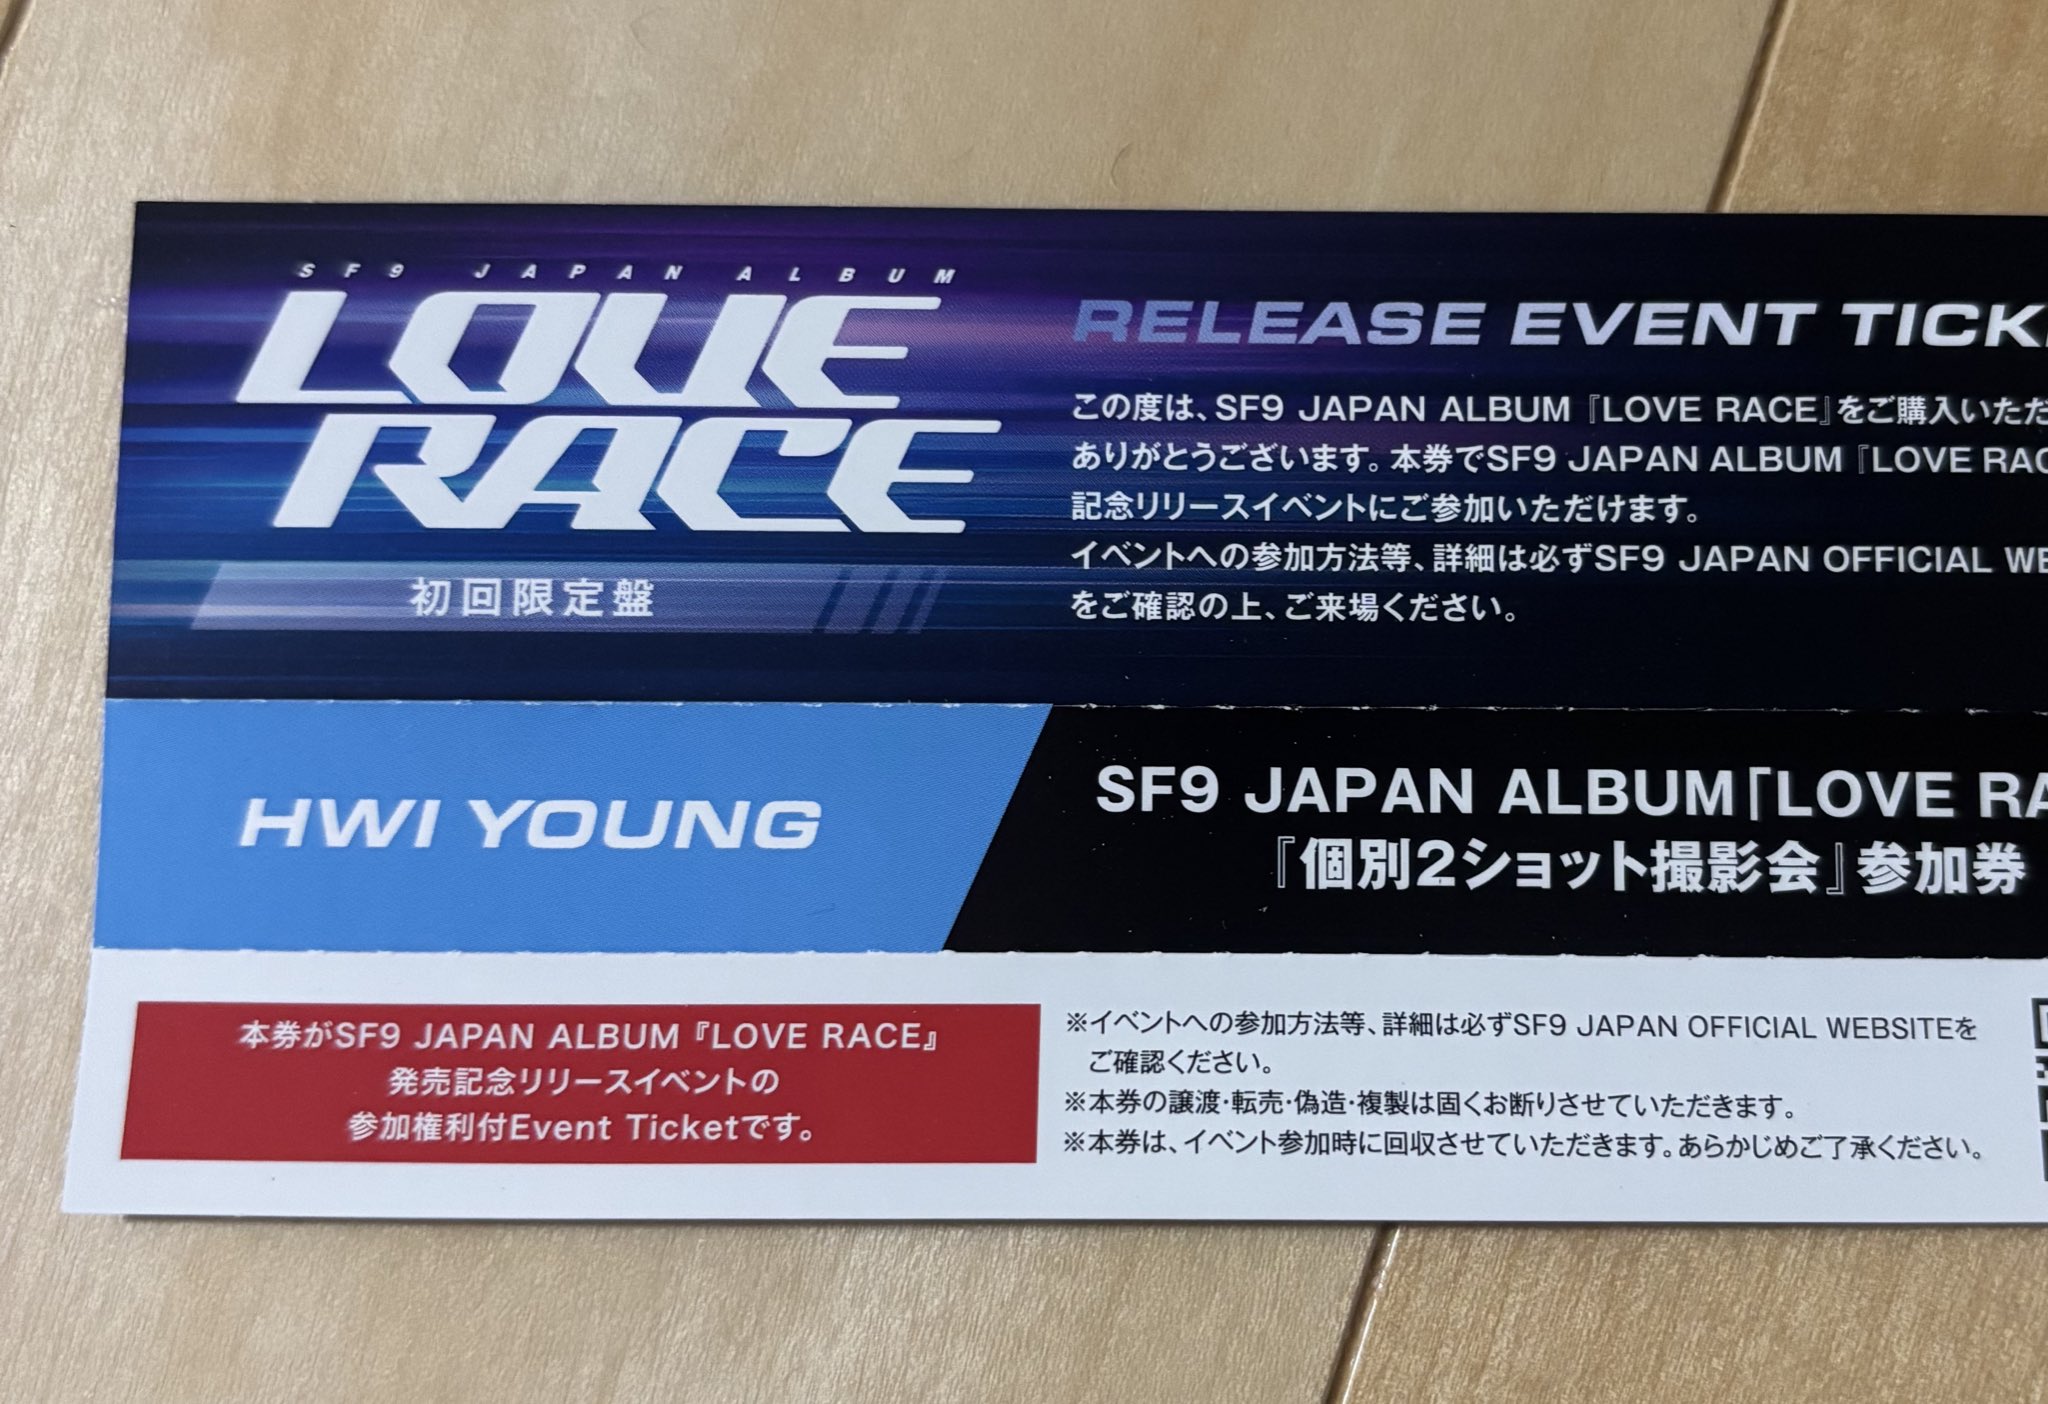 SF9 JAPAN ALBUM
LOVE
RACE
初回限定盤
RELEASE EVENT
この度は、SF9 JAPAN ALBUM『LOVE RACE』をご購入いただ
ありがとうございます。本券でSF9 JAPAN ALBUM『LOVE
記念リリースイベントにご参加いただけます。
イベントへの参加方法等、詳細は必ずSF9 JAPAN OFFICIAL
をご確認の上、ご来場ください。
HWI YOUNG
SF9 JAPAN ALBUM「LOVE
『個別2ショット撮影会』参加券
本券がSF9 JAPAN ALBUM『LOVE RACE』
発売記念リリースイベントの
参加権利付Event Ticketです。
※イベントへの参加方法等、詳細は必ずSF9 JAPAN OFFICIAL WEBSITEを
ご確認ください。
※本券の譲渡・転売・偽造・複製は固くお断りさせていただきます。
※本券は、イベント参加時に回収させていただきます。あらかじめご了承ください。